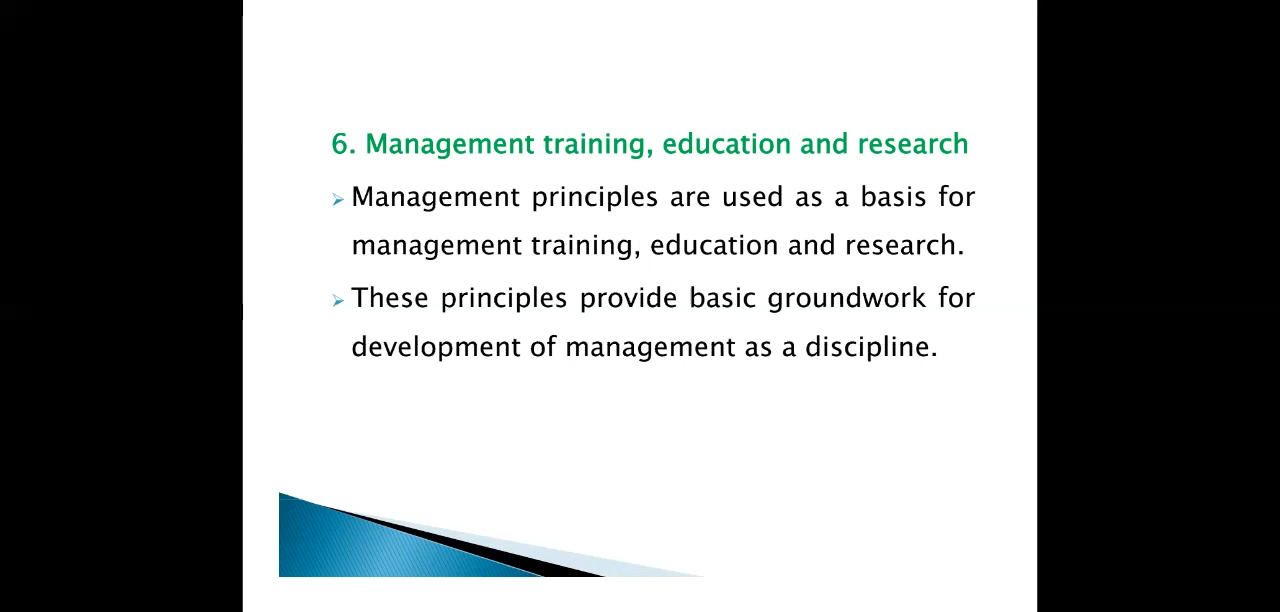 6. Management training, education and research
Management principles are used as a basis for
management training, education and research.
These principles provide basic groundwork for
development of management as a discipline.